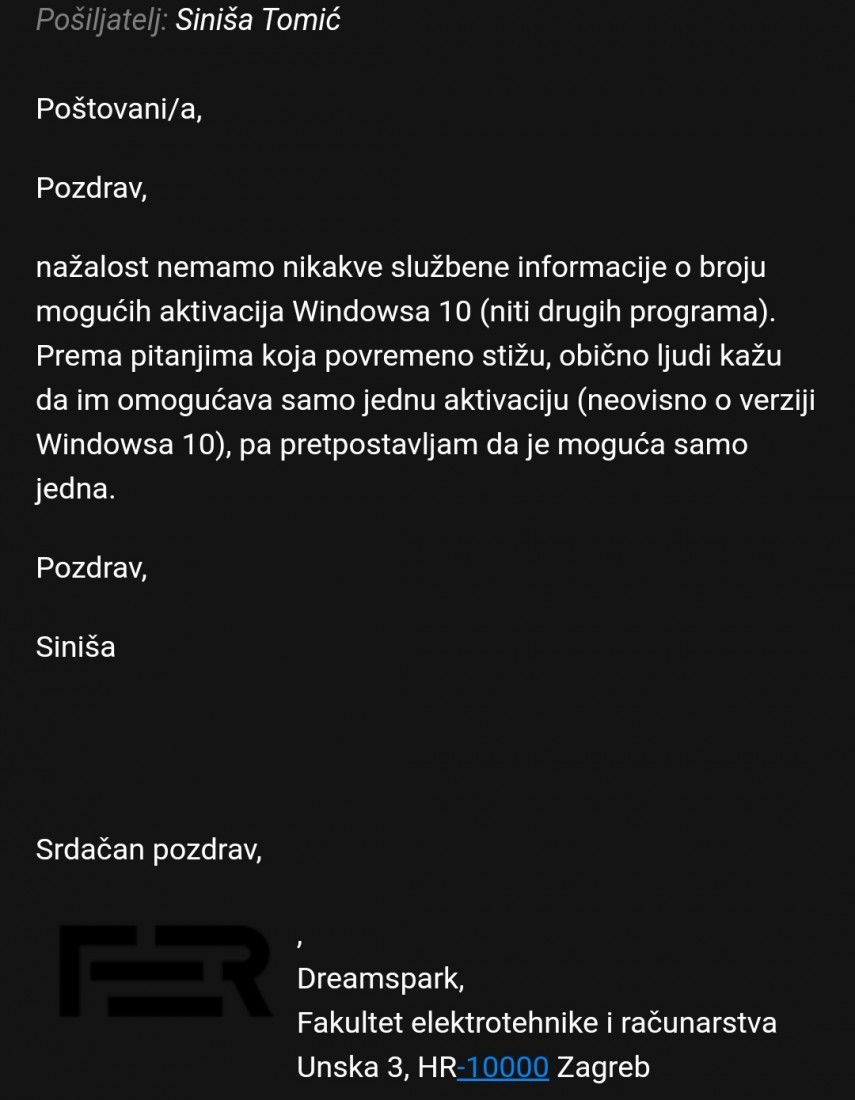 Pošiljatelj: Siniša Tomić
Poštovani/a,
Pozdrav,
nažalost nemamo nikakve službene informacije o broju
mogućih aktivacija Windowsa 10 (niti drugih programa).
Prema pitanjima koja povremeno stižu, obično ljudi kažu
da im omogućava samo jednu aktivaciju (neovisno o verziji
Windowsa 10), pa pretpostavljam da je moguća samo
jedna.
Pozdrav,
Siniša
Srdačan pozdrav,
FER
,
Dreamspark,
Fakultet elektrotehnike i računarstva
Unska 3, HR-10000 Zagreb